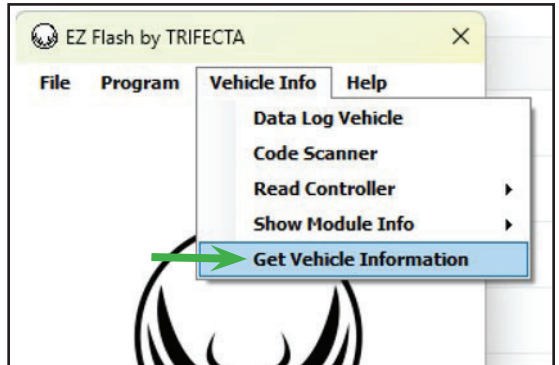 EZ Flash by TRIFECTA
File Program Vehicle Info Help
Data Log Vehicle
Code Scanner
Read Controller
Show Module Info
Get Vehicle Information